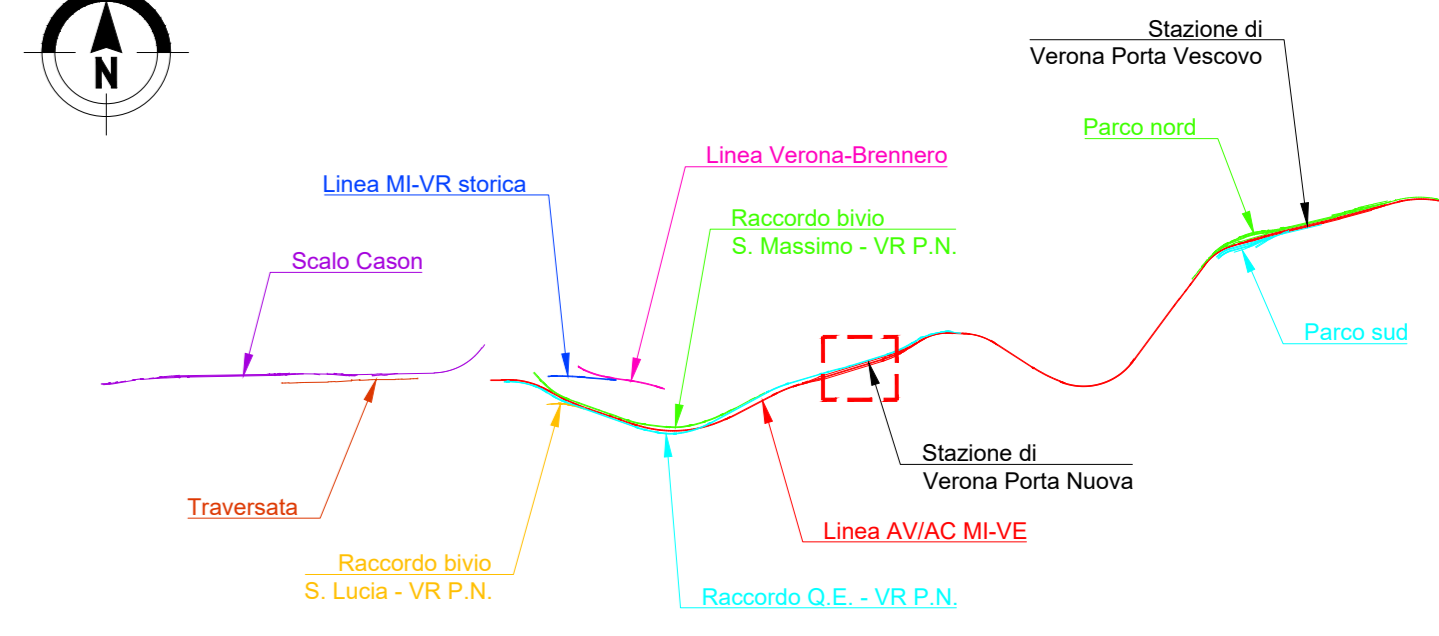 N
Stazione di
Verona Porta Vescovo
Parco nord
Linea Verona-Brennero
Linea MI-VR storica
Raccordo bivio
S. Massimo - VR P.N.
Scalo Cason
Parco sud
Stazione di
Verona Porta Nuova
Traversata
Linea AV/AC MI-VE
Raccordo bivio
S. Lucia - VR P.N.
Raccordo Q.E. - VR P.N.